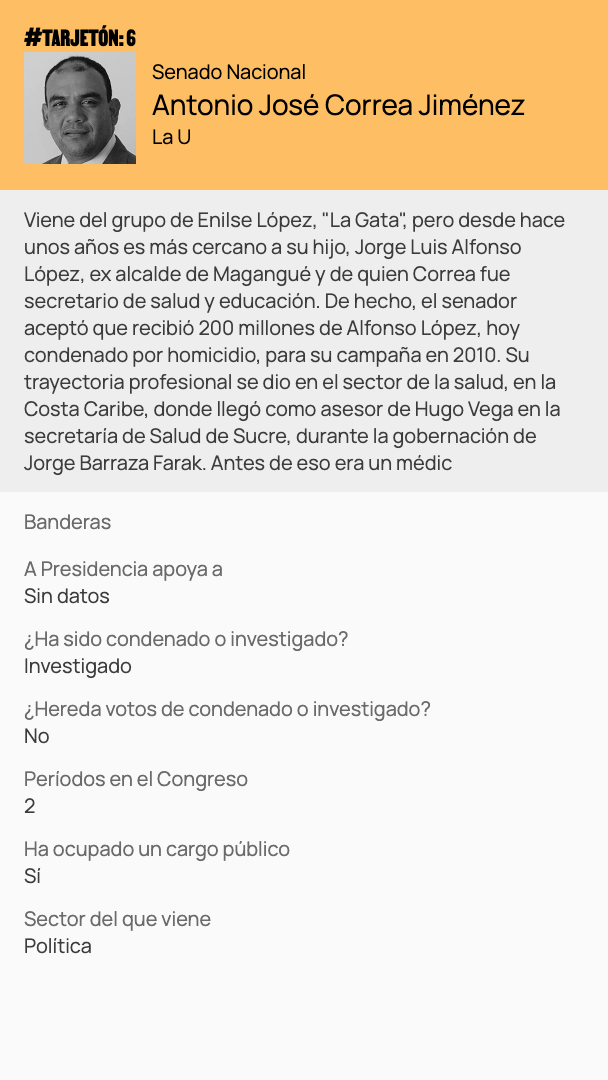 #TARJETÓN: 6
Senado Nacional
Antonio José Correa Jiménez
La U
Viene del grupo de Enilse López, "La Gata", pero desde hace
unos años es más cercano a su hijo, Jorge Luis Alfonso
López, ex alcalde de Magangué y de quien Correa fue
secretario de salud y educación. De hecho, el senador
aceptó que recibió 200 millones de Alfonso López, hoy
condenado por homicidio, para su campaña en 2010. Su
trayectoria profesional se dio en el sector de la salud, en la
Costa Caribe, donde llegó como asesor de Hugo Vega en la
secretaría de Salud de Sucre, durante la gobernación de
Jorge Barraza Farak. Antes de eso era un médic
Banderas
A Presidencia apoya a
Sin datos
¿Ha sido condenado o investigado?
Investigado
¿Hereda votos de condenado o investigado?
No
Períodos en el Congreso
2
Ha ocupado un cargo público
Sí
Sector del que viene
Política